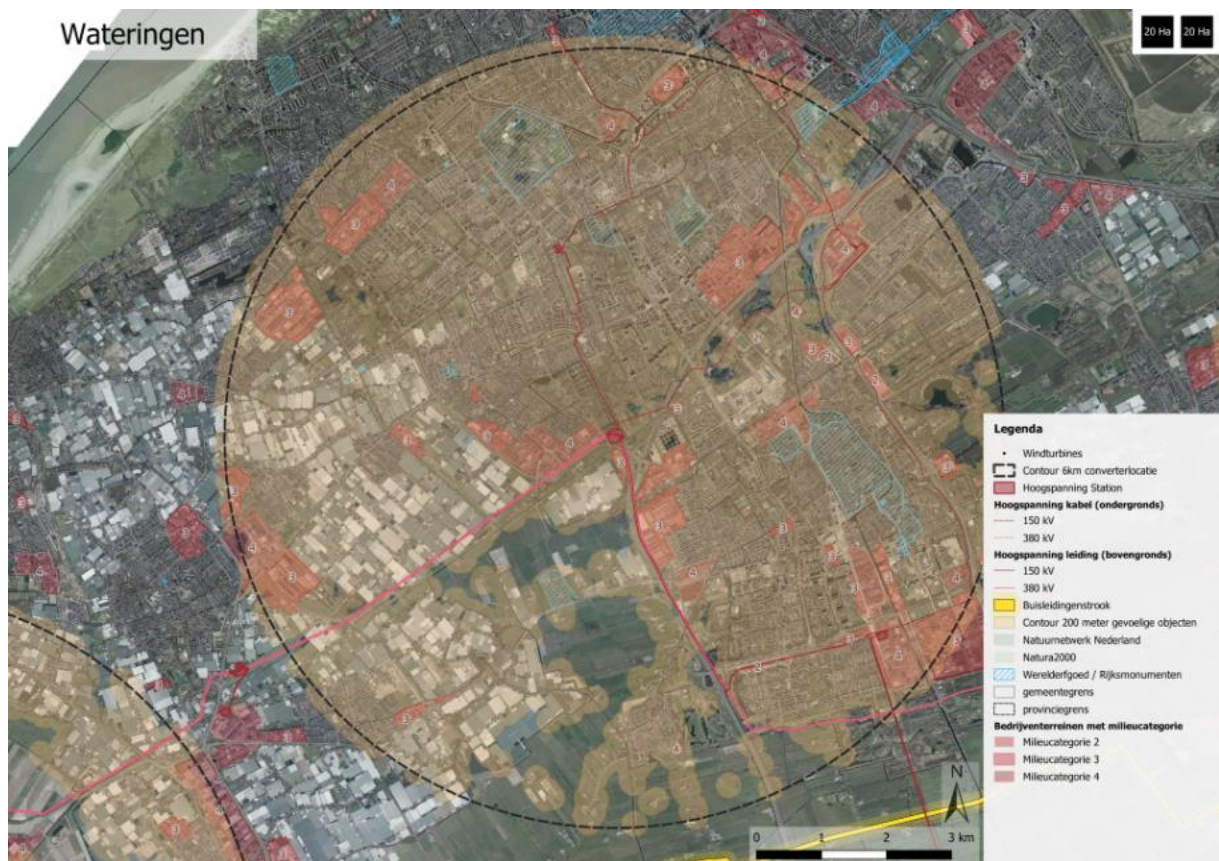 Wateringen
20 Ha 20 Ha
Legenda
Windturbines
Contour 6km converterlocatie
Hoogspanning Station
Hoogspanning kabel (ondergronds)
150 kV
380 kV
Hoogspanning leiding (bovengronds)
150 kV
380 kV
Buisleidingenstrook
Contour 200 meter gevoelige objecten
Natuurnetwerk Nederland
Natura2000
Werelderfgoed / Rijksmonumenten
gemeentegrens
provinciegrens
Bedrijventerreinen met milieucategorie
Milieucategorie 2
Milieucategorie 3
Milieucategorie 4
N
0 1 2 3 km